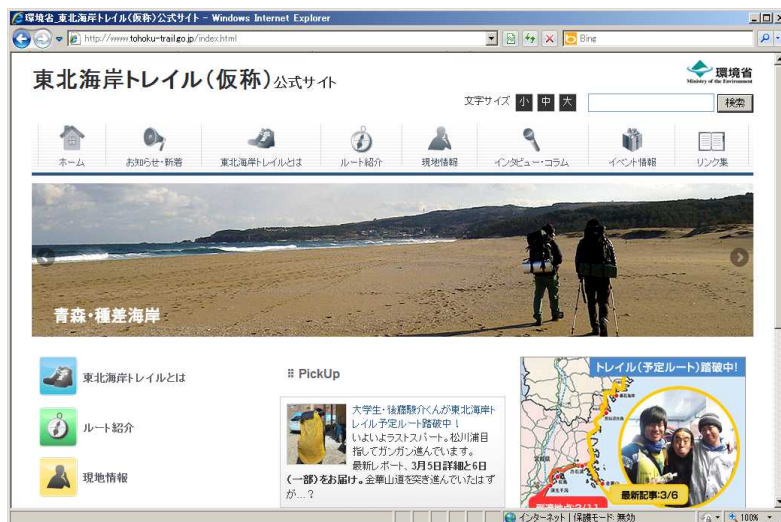 環境省_東北海岸トレイル(仮称)公式サイト - Windows Internet Explorer
http://www.tohoku-trail.go.jp/index.html
Bing
東北海岸トレイル(仮称)公式サイト
環境省
Ministry of the Environment
文字サイズ 小 中 大 検索
ホーム お知らせ・新着 東北海岸トレイルとは ルート紹介 現地情報 インタビュー・コラム イベント情報 リンク集
青森・種差海岸
東北海岸トレイルとは
ルート紹介
現地情報
PickUp
大学生・後藤駿介くんが東北海岸ト
レイル予定ルート踏破中!
いよいよラストスパート。松川浦目
指してガンガン進んでいます。
最新レポート、3月5日詳細と6日
(一部)をお届け。金華山道を突き進んでいたはず
が…?
トレイル(予定ルート)踏破中!
宮城県
最新記事:3/6
インターネット | 保護モード: 無効
100%